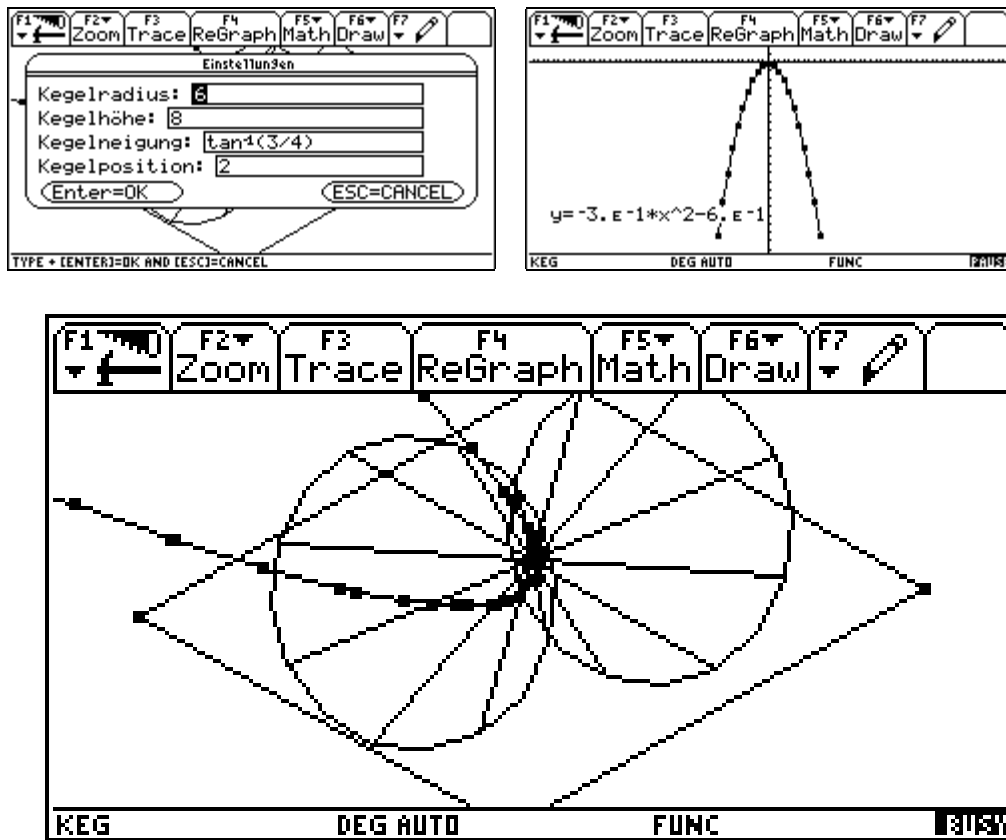 F1 F2 F3 F4 F5 F6 F7
Zoom Trace ReGraph Math Draw
Einstellungen
Kegelradius: 6
Kegelhöhe: 8
Kegelneigung: tan⁻¹(3/4)
Kegelposition: 2
Enter=OK ESC=CANCEL
TYPE + [ENTER]=OK AND [ESC]=CANCEL
F1 F2 F3 F4 F5 F6 F7
Zoom Trace ReGraph Math Draw
y=-3.ᴇ-1*x^2-6.ᴇ-1
KEG DEG AUTO FUNC
F1 F2 F3 F4 F5 F6 F7
Zoom Trace ReGraph Math Draw
KEG DEG AUTO FUNC BUSY